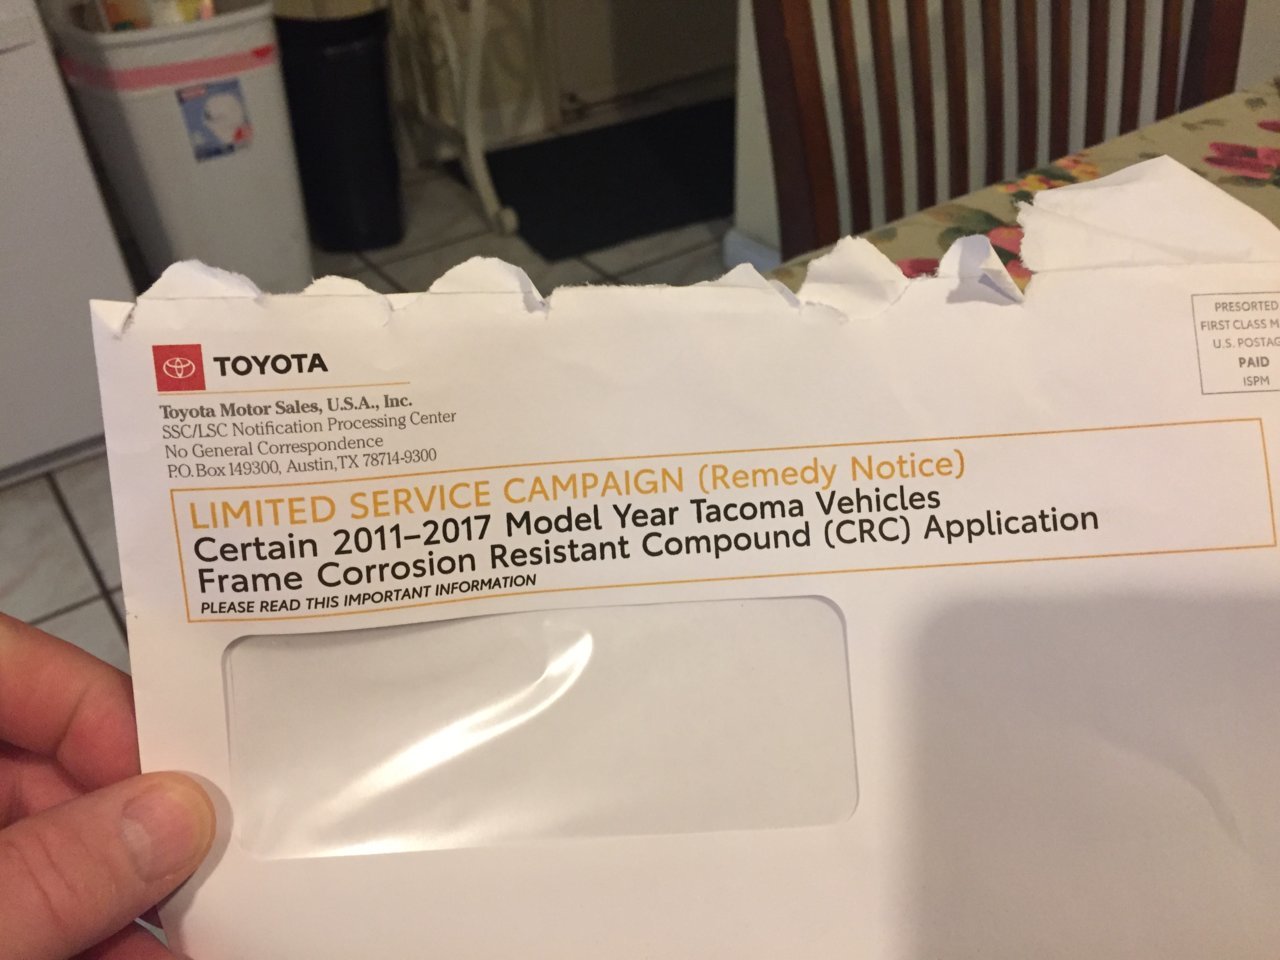 TOYOTA
Toyota Motor Sales, U.S.A., Inc.
SSC/LSC Notification Processing Center
No General Correspondence
P.O. Box 149300, Austin, TX 78714-9300
PRESORTED
FIRST CLASS
U.S. POSTAG
PAID
ISPM
LIMITED SERVICE CAMPAIGN (Remedy Notice)
Certain 2011–2017 Model Year Tacoma Vehicles
Frame Corrosion Resistant Compound (CRC) Application
PLEASE READ THIS IMPORTANT INFORMATION